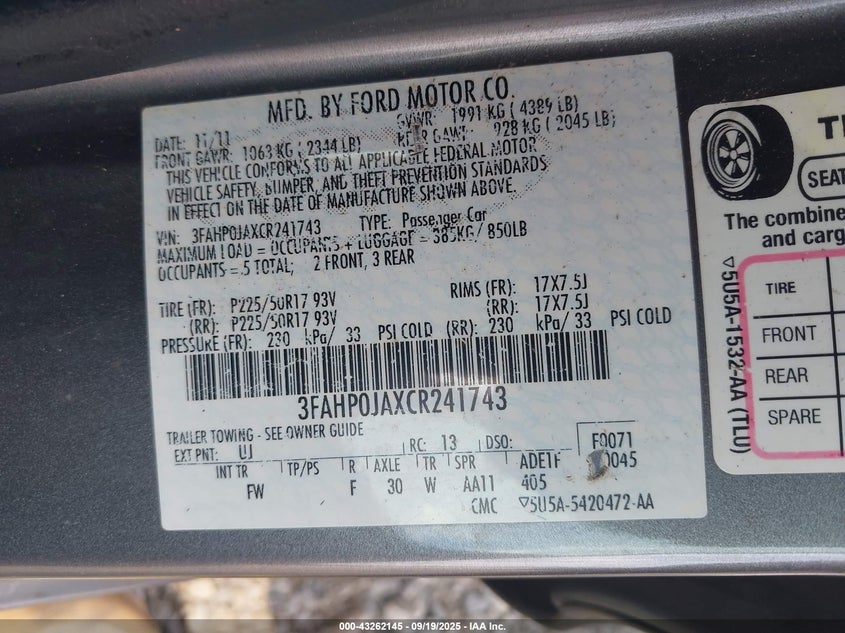 MFD. BY FORD MOTOR CO.
DATE: 11/11 GVWR: 1991 KG ( 4389 LB)
FRONT GAWR: 1063 KG ( 2344 LB) REAR GAWR: 928 KG ( 2045 LB)
THIS VEHICLE CONFORMS TO ALL APPLICABLE FEDERAL MOTOR
VEHICLE SAFETY, BUMPER, AND THEFT PREVENTION STANDARDS
IN EFFECT ON THE DATE OF MANUFACTURE SHOWN ABOVE.
VIN: 3FAHP0JAXCR241743 TYPE: Passenger Car
MAXIMUM LOAD = OCCUPANTS + LUGGAGE = 385KG/ 850LB
OCCUPANTS = 5 TOTAL; 2 FRONT, 3 REAR
TIRE (FR): P225/50R17 93V RIMS (FR): 17X7.5J
(RR): P225/50R17 93V (RR): 17X7.5J
PRESSURE (FR): 230 kPa/ 33 PSI COLD (RR): 230 kPa/ 33 PSI COLD
3FAHP0JAXCR241743
TRAILER TOWING - SEE OWNER GUIDE
EXT PNT: UJ RC: 13 DSO: F0071
INT TR TP/PS R AXLE TR SPR ADE1F 0045
FW F 30 W AA11 405
CMC ▽5U5A-5420472-AA
SEAT
The combine
and carg
TIRE
FRONT
REAR
SPARE
▽5U5A-1532-AA (TLU)
000-43262145 - 09/19/2025 - IAA Inc.